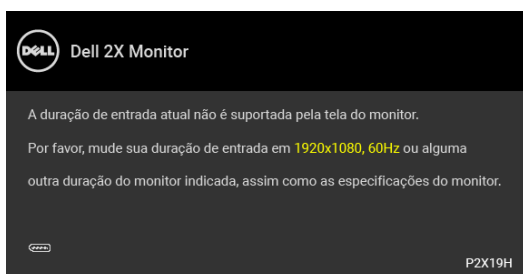 DELL
Dell 2X Monitor
A duração de entrada atual não é suportada pela tela do monitor.
Por favor, mude sua duração de entrada em 1920x1080, 60Hz ou alguma
outra duração do monitor indicada, assim como as especificações do monitor.
P2X19H